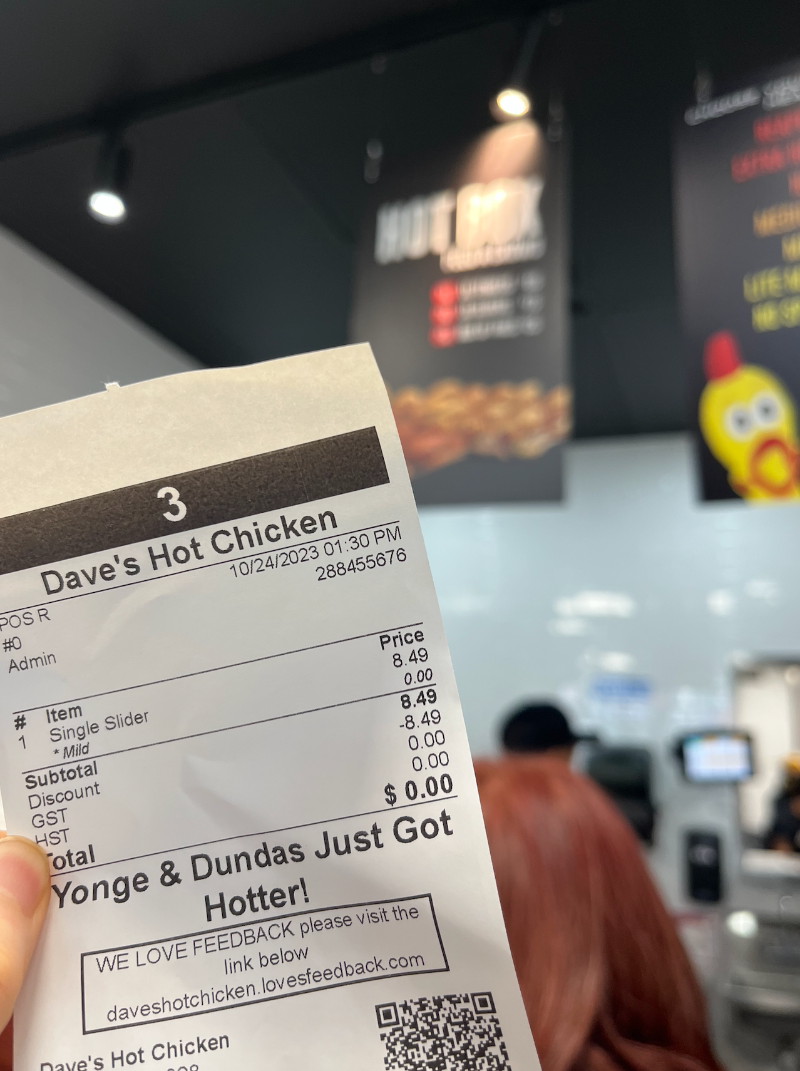 3
Dave's Hot Chicken
10/24/2023 01:30 PM
288455676
POS R
#0
Admin
# Item Price
1 Single Slider 8.49
* Mild 0.00
Subtotal 8.49
Discount -8.49
GST 0.00
HST 0.00
Total $ 0.00
Yonge & Dundas Just Got
Hotter!
WE LOVE FEEDBACK please visit the
link below
daveshotchicken.lovesfeedback.com
Dave's Hot Chicken
HOT BOX